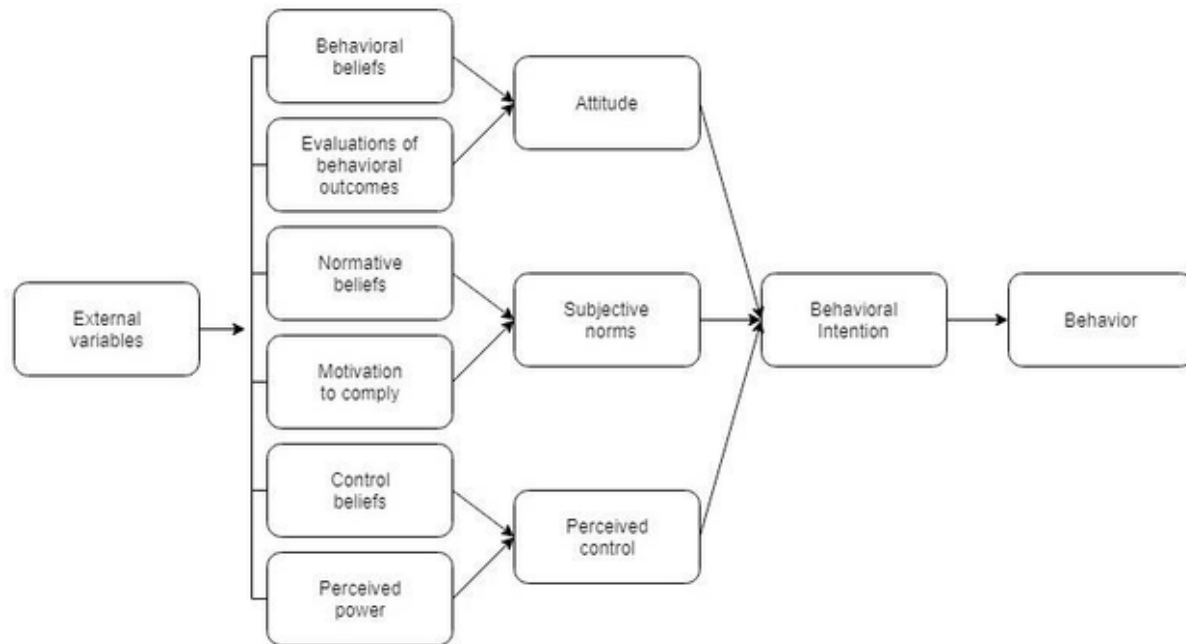 External
variables
Behavioral
beliefs
Evaluations of
behavioral
outcomes
Normative
beliefs
Motivation
to comply
Control
beliefs
Perceived
power
Attitude
Subjective
norms
Perceived
control
Behavioral
Intention
Behavior